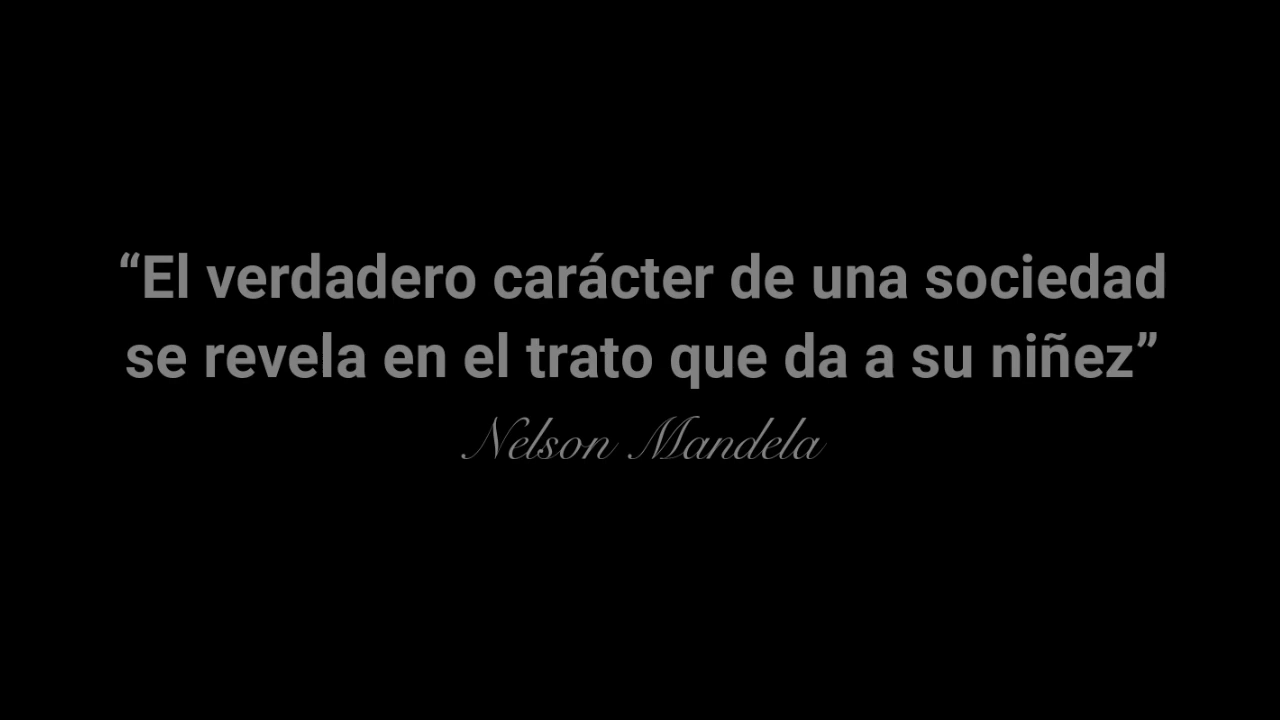 “El verdadero carácter de una sociedad
se revela en el trato que da a su niñez”
Nelson Mandela